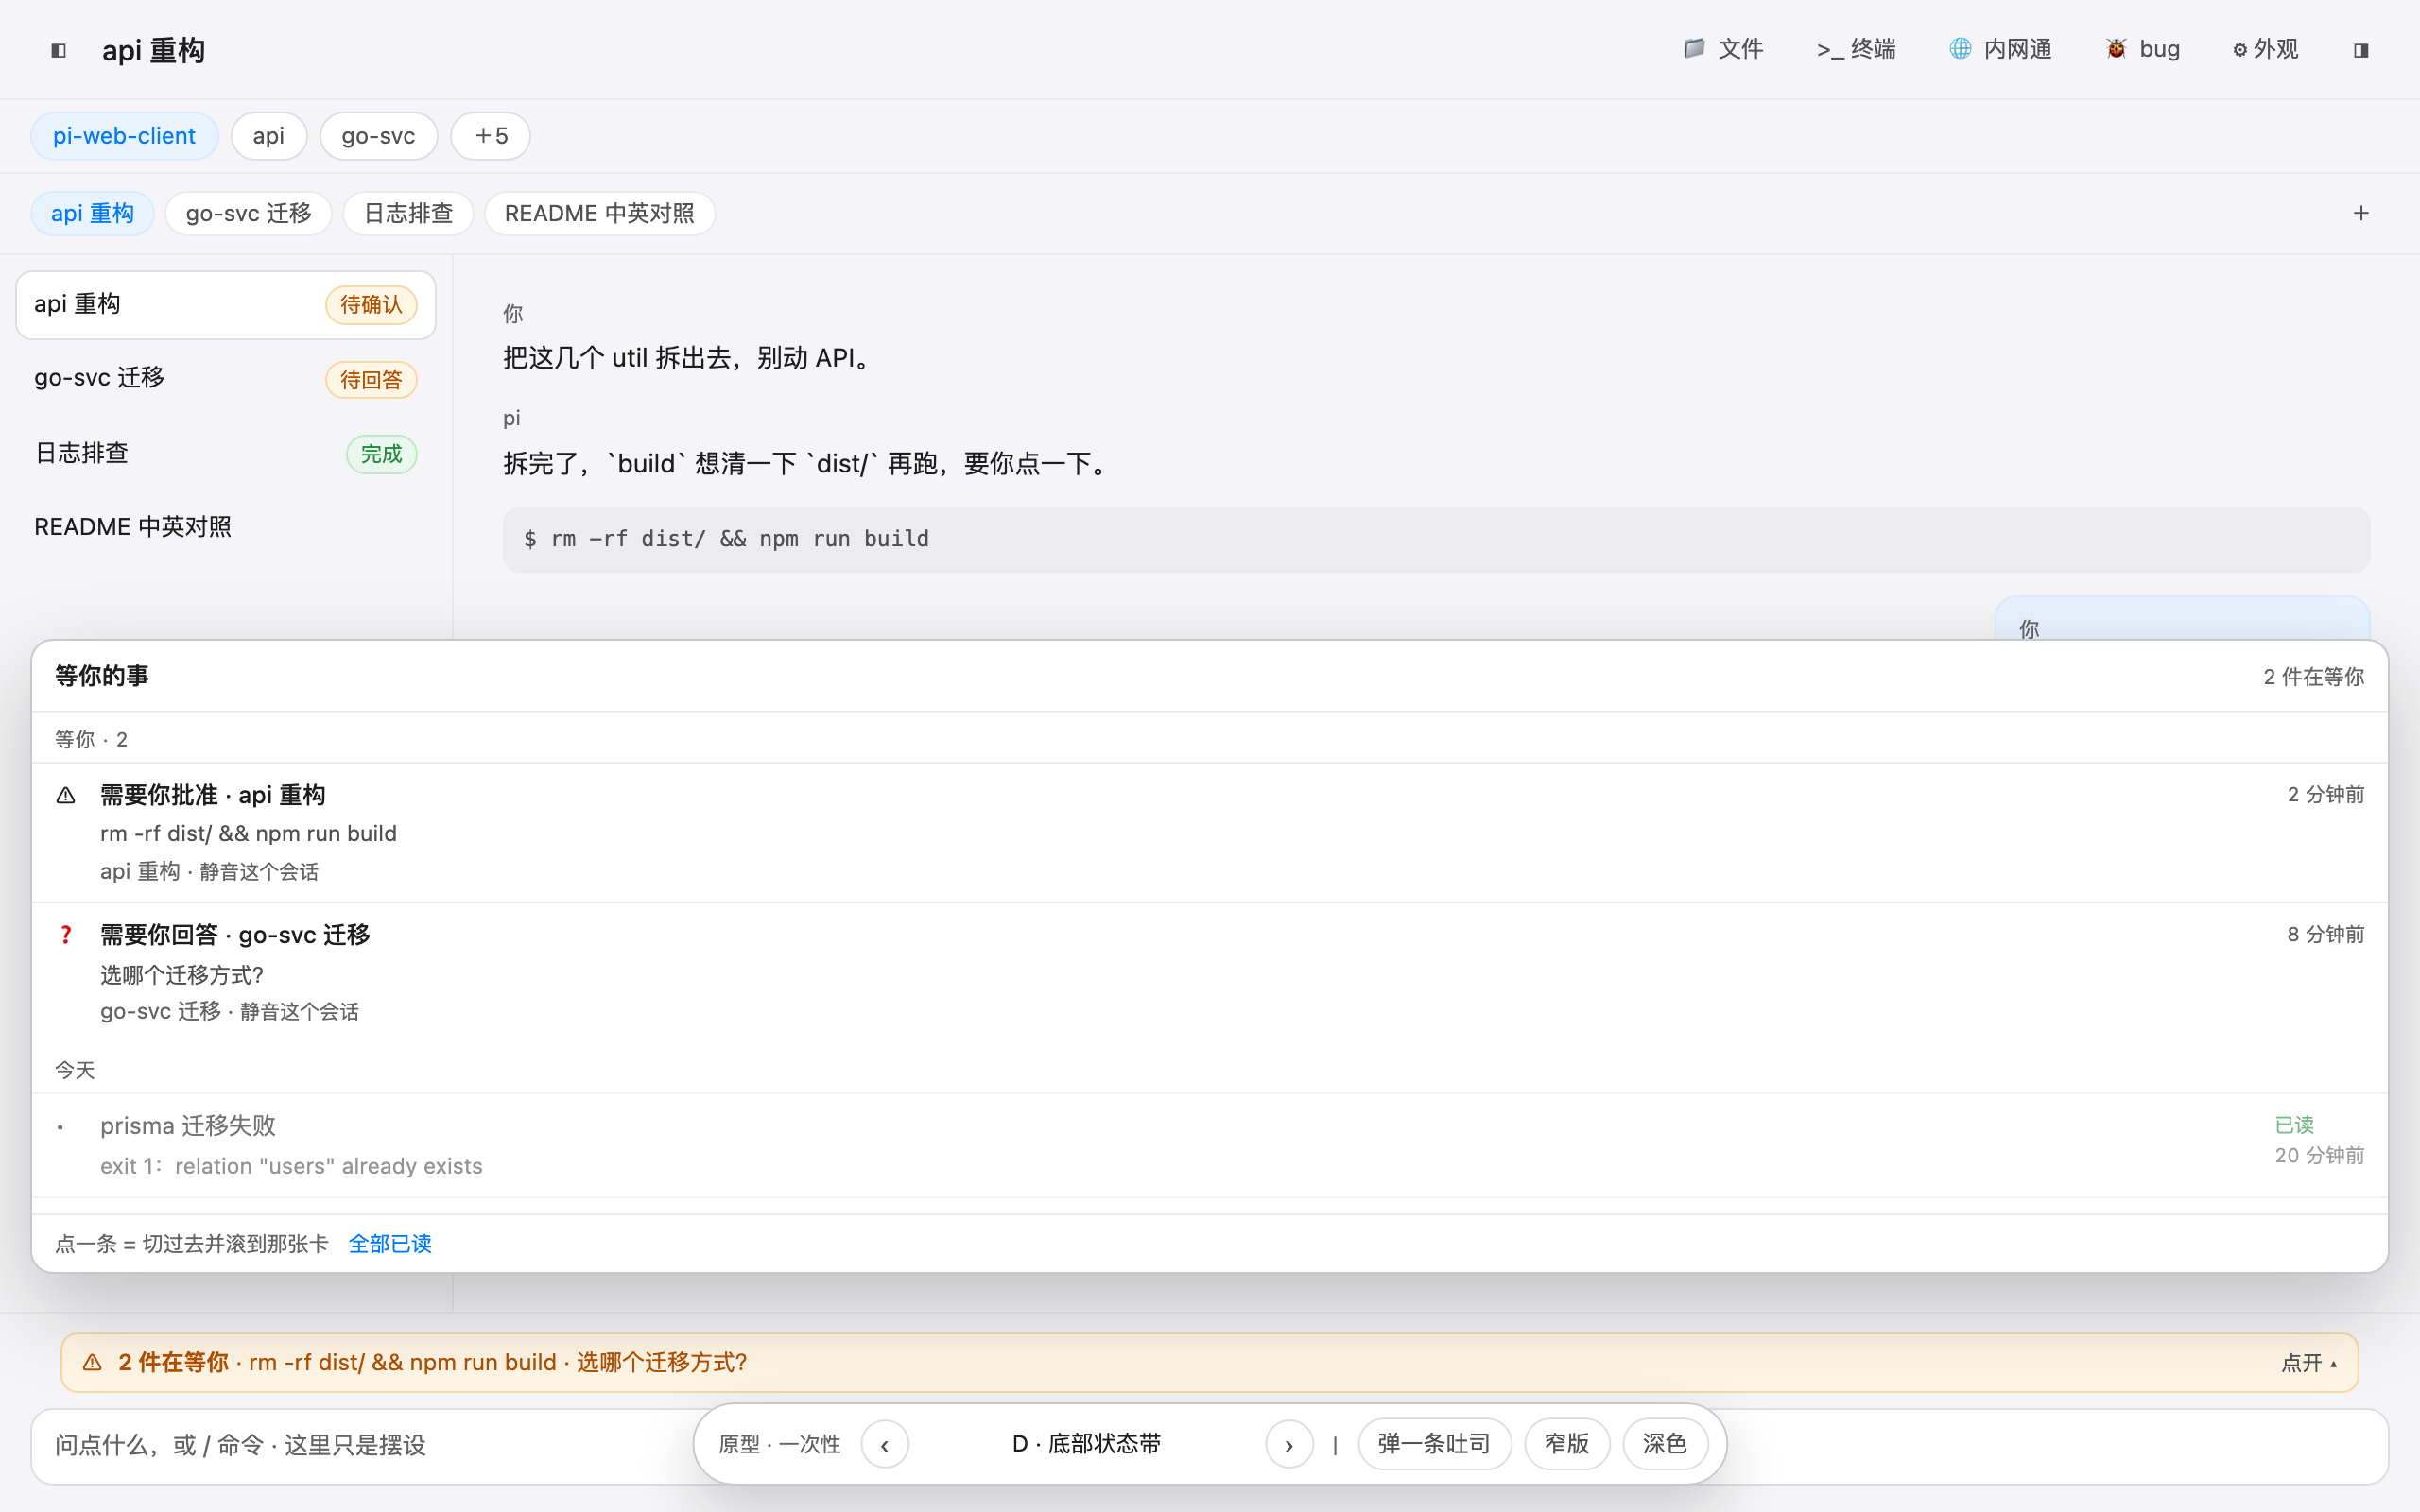 api 重构
文件
>_ 终端
内网通
bug
外观
pi-web-client
api
go-svc
+5
api 重构
go-svc 迁移
日志排查
README 中英对照
+
api 重构
待确认
go-svc 迁移
待回答
日志排查
完成
README 中英对照
你
把这几个 util 拆出去，别动 API。
pi
拆完了，`build` 想清一下 `dist/` 再跑，要你点一下。
$ rm -rf dist/ && npm run build
你
等你的事
2 件在等你
等你 · 2
需要你批准 · api 重构
2 分钟前
rm -rf dist/ && npm run build
api 重构 · 静音这个会话
? 需要你回答 · go-svc 迁移
8 分钟前
选哪个迁移方式？
go-svc 迁移 · 静音这个会话
今天
· prisma 迁移失败
已读
exit 1：relation "users" already exists
20 分钟前
点一条 = 切过去并滚到那张卡 全部已读
2 件在等你 · rm -rf dist/ && npm run build · 选哪个迁移方式？
点开 ▴
问点什么，或 / 命令 · 这里只是摆设
原型 · 一次性 ‹ D · 底部状态带 › | 弹一条吐司 窄版 深色